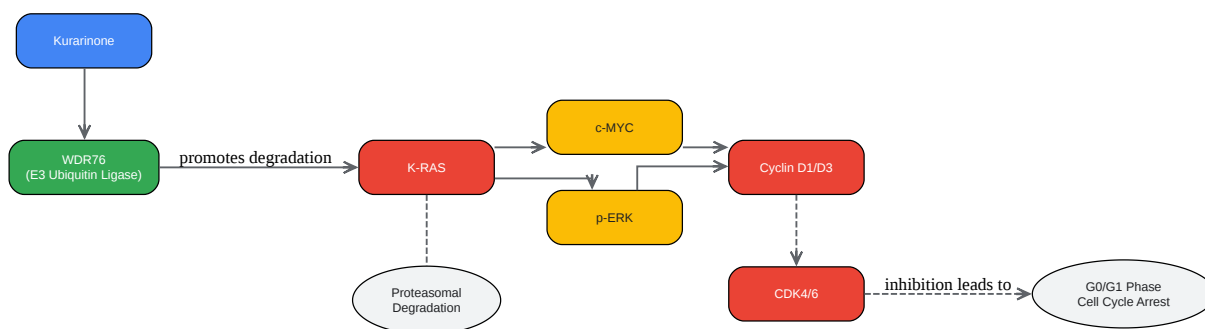 Kurarinone
WDR76
(E3 Ubiquitin Ligase)
promotes degradation
K-RAS
c-MYC
p-ERK
Cyclin D1/D3
Proteasomal
Degradation
CDK4/6
inhibition leads to
G0/G1 Phase
Cell Cycle Arrest